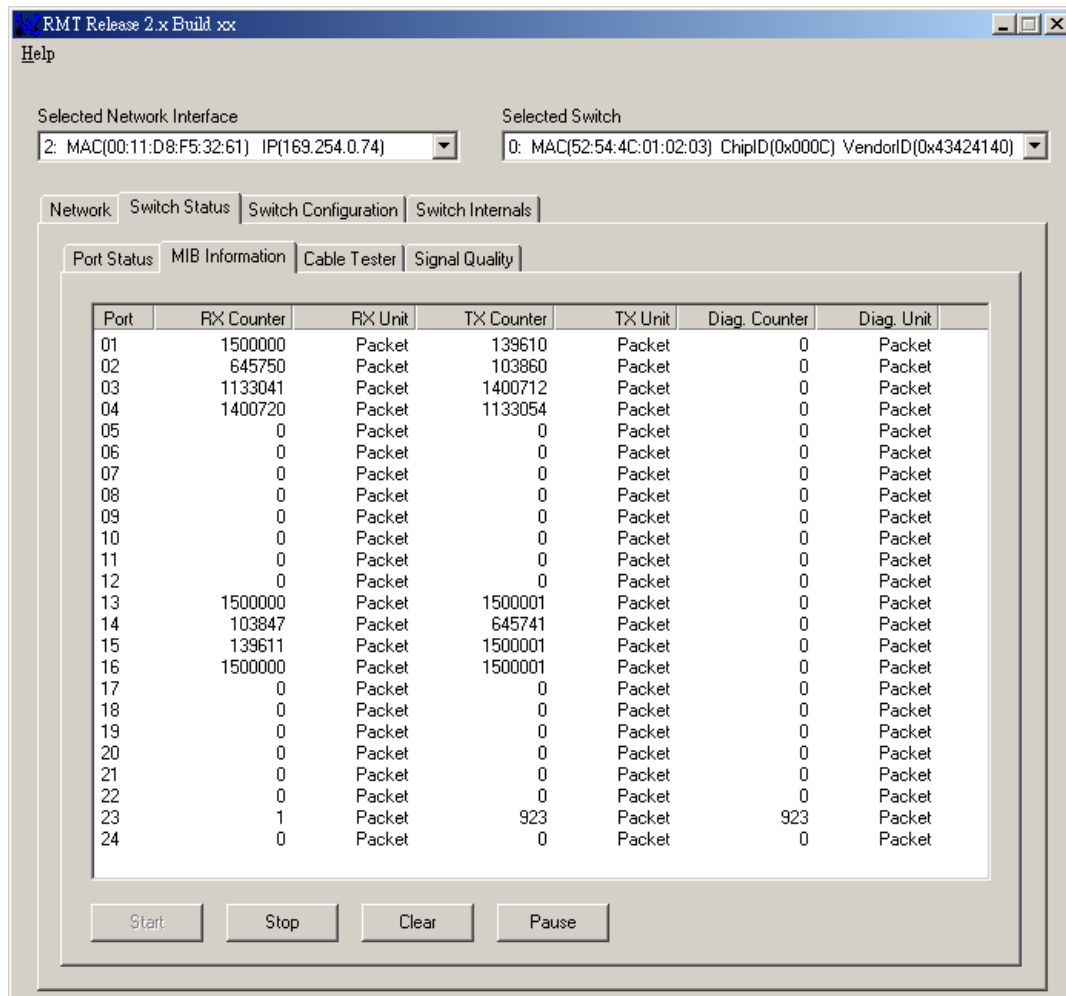 RMT Release 2.x Build xx
Help
Selected Network Interface Selected Switch
2: MAC(00:11:D8:F5:32:61) IP(169.254.0.74) 0: MAC(52:54:4C:01:02:03) ChipID(0x000C) VendorID(0x43424140)
Network Switch Status Switch Configuration Switch Internals
Port Status MIB Information Cable Tester Signal Quality
Port RX Counter RX Unit TX Counter TX Unit Diag. Counter Diag. Unit
01 1500000 Packet 139610 Packet 0 Packet
02 645750 Packet 103860 Packet 0 Packet
03 1133041 Packet 1400712 Packet 0 Packet
04 1400720 Packet 1133054 Packet 0 Packet
05 0 Packet 0 Packet 0 Packet
06 0 Packet 0 Packet 0 Packet
07 0 Packet 0 Packet 0 Packet
08 0 Packet 0 Packet 0 Packet
09 0 Packet 0 Packet 0 Packet
10 0 Packet 0 Packet 0 Packet
11 0 Packet 0 Packet 0 Packet
12 0 Packet 0 Packet 0 Packet
13 1500000 Packet 1500001 Packet 0 Packet
14 103847 Packet 645741 Packet 0 Packet
15 139611 Packet 1500001 Packet 0 Packet
16 1500000 Packet 1500001 Packet 0 Packet
17 0 Packet 0 Packet 0 Packet
18 0 Packet 0 Packet 0 Packet
19 0 Packet 0 Packet 0 Packet
20 0 Packet 0 Packet 0 Packet
21 0 Packet 0 Packet 0 Packet
22 0 Packet 0 Packet 0 Packet
23 1 Packet 923 Packet 923 Packet
24 0 Packet 0 Packet 0 Packet
Start Stop Clear Pause